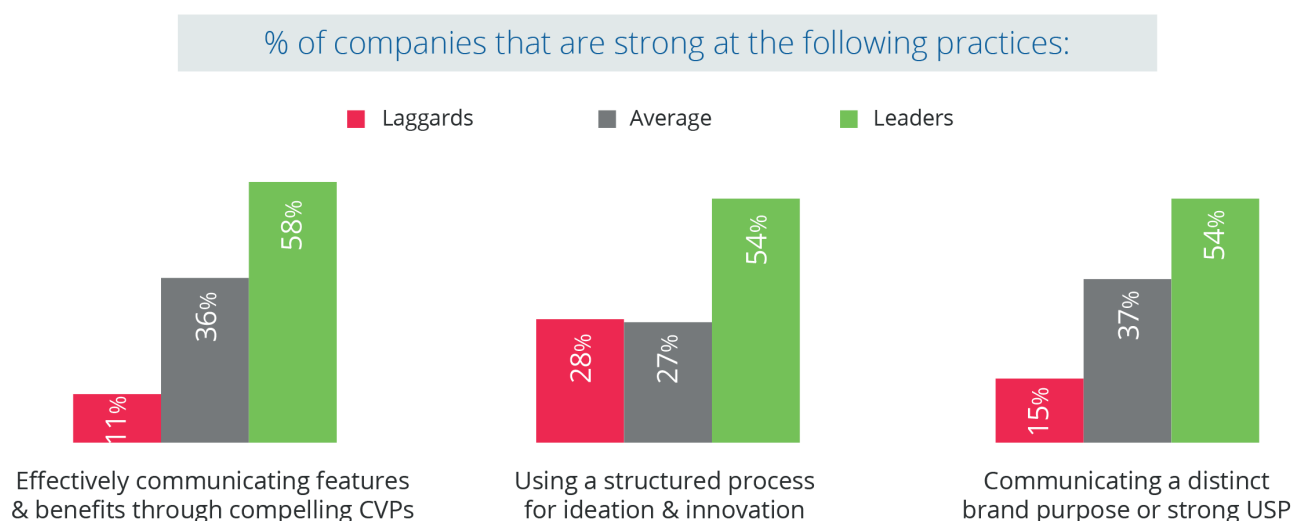 % of companies that are strong at the following practices:
Laggards
Average
Leaders
11%
36%
58%
28%
27%
54%
15%
37%
54%
Effectively communicating features
& benefits through compelling CVPs
Using a structured process
for ideation & innovation
Communicating a distinct
brand purpose or strong USP